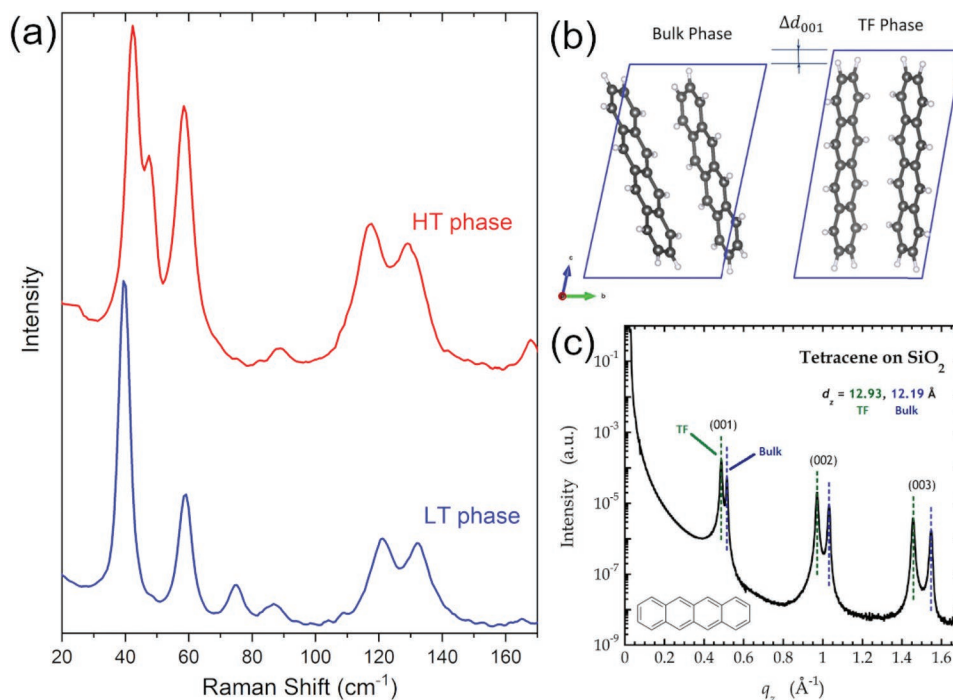 (a)
HT phase
LT phase
Intensity
20 40 60 80 100 120 140 160
Raman Shift (cm⁻¹)
(b)
Bulk Phase
Δd₀₀₁
TF Phase
c
b
(c)
Tetracene on SiO₂
d_z = 12.93, 12.19 Å
TF Bulk
(001)
TF
Bulk
(002)
(003)
Intensity (a.u.)
10⁻¹
10⁻³
10⁻⁵
10⁻⁷
10⁻⁹
0 0.2 0.4 0.6 0.8 1 1.2 1.4 1.6
q_z (Å⁻¹)